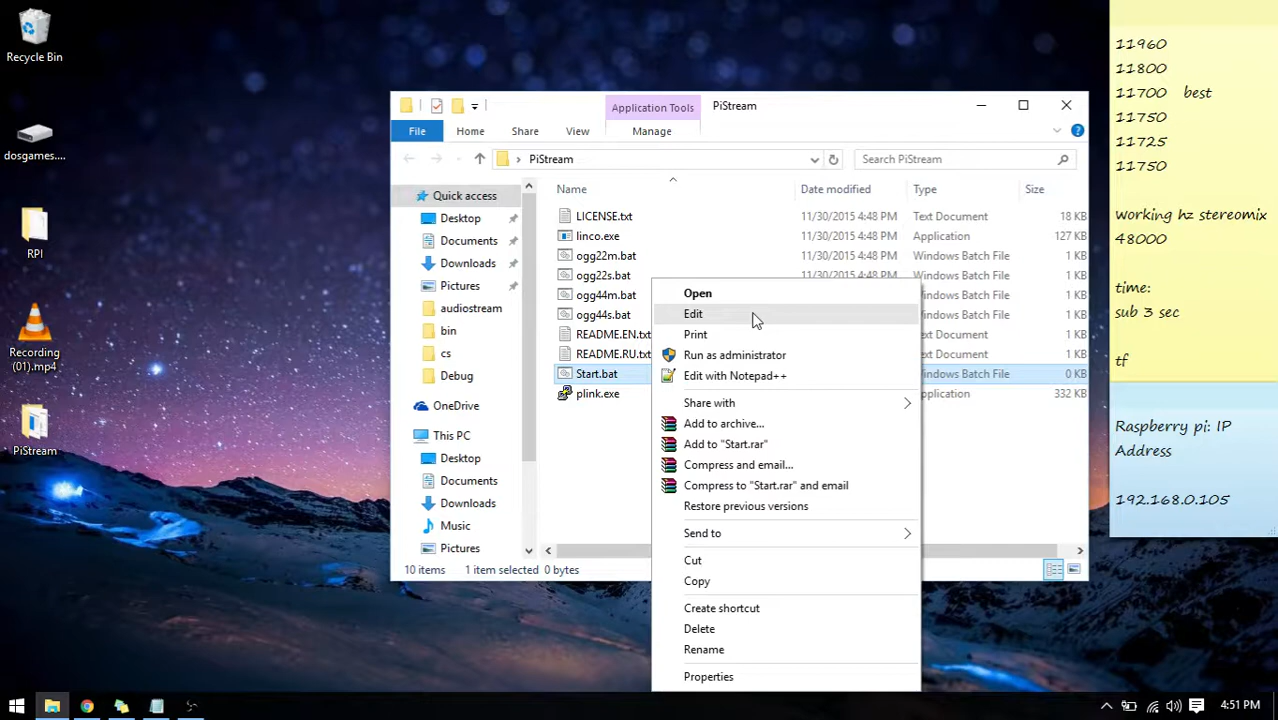 Recycle Bin
dosgames....
RPI
Recording
(01).mp4
PiStream
Application Tools
PiStream
File
Home
Share
View
Manage
PiStream
Search PiStream
Quick access
Desktop
Documents
Downloads
Pictures
audiostream
bin
cs
Debug
OneDrive
This PC
Desktop
Documents
Downloads
Music
Pictures
Name
Date modified
Type
Size
LICENSE.txt 11/30/2015 4:48 PM Text Document 18 KB
linco.exe 11/30/2015 4:48 PM Application 127 KB
ogg22m.bat 11/30/2015 4:48 PM Windows Batch File 0 KB
ogg22s.bat 11/30/2015 4:48 PM Windows Batch File 0 KB
ogg44m.bat Windows Batch File 0 KB
ogg44s.bat Windows Batch File 0 KB
README.EN.txt ext Document 1 KB
README.RU.txt ext Document 1 KB
Start.bat indows Batch File 0 KB
plink.exe pplication 332 KB
Open
Edit
Print
Run as administrator
Edit with Notepad++
Share with
Add to archive...
Add to "Start.rar"
Compress and email...
Compress to "Start.rar" and email
Restore previous versions
Send to
Cut
Copy
Create shortcut
Delete
Rename
Properties
10 items 1 item selected 0 bytes
11960
11800
11700 best
11750
11725
11750
working hz stereomix
48000
time:
sub 3 sec
tf
Raspberry pi: IP
Address
192.168.0.105
4:51 PM